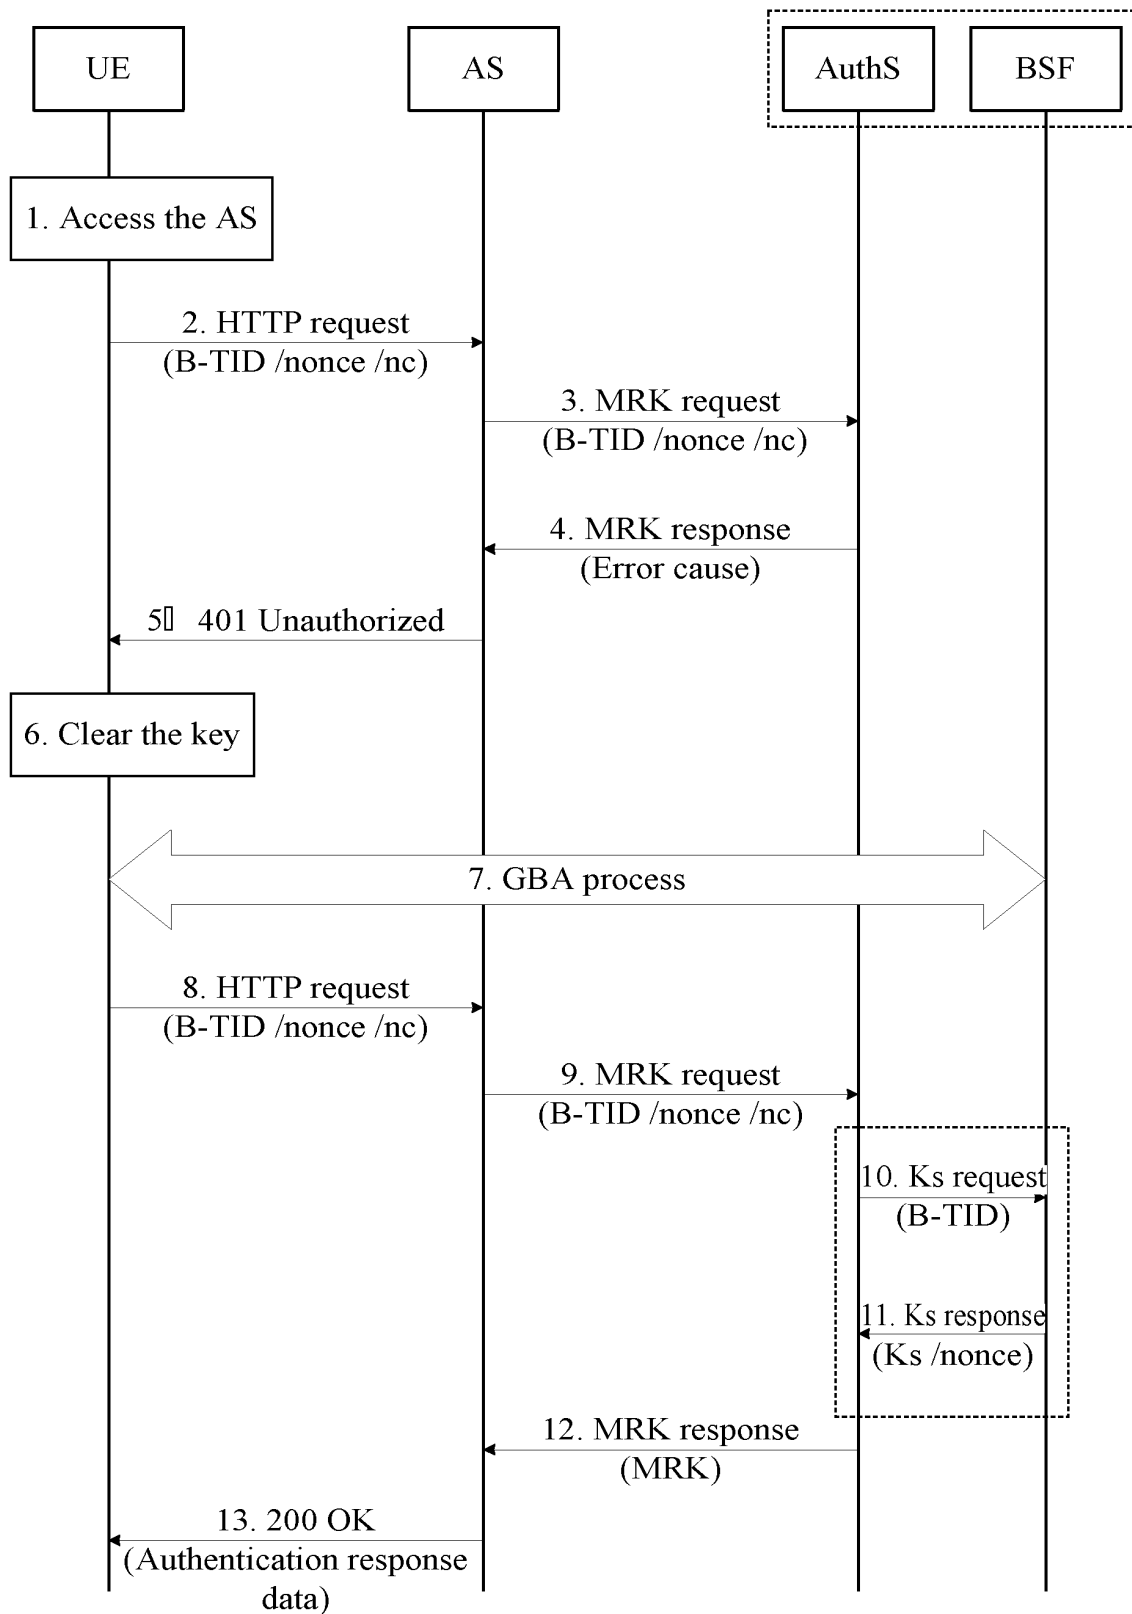 UE
AS
AuthS
BSF
1. Access the AS
2. HTTP request
(B-TID /nonce /nc)
3. MRK request
(B-TID /nonce /nc)
4. MRK response
(Error cause)
5▯ 401 Unauthorized
6. Clear the key
7. GBA process
8. HTTP request
(B-TID /nonce /nc)
9. MRK request
(B-TID /nonce /nc)
10. Ks request
(B-TID)
11. Ks response
(Ks /nonce)
12. MRK response
(MRK)
13. 200 OK
(Authentication response
data)